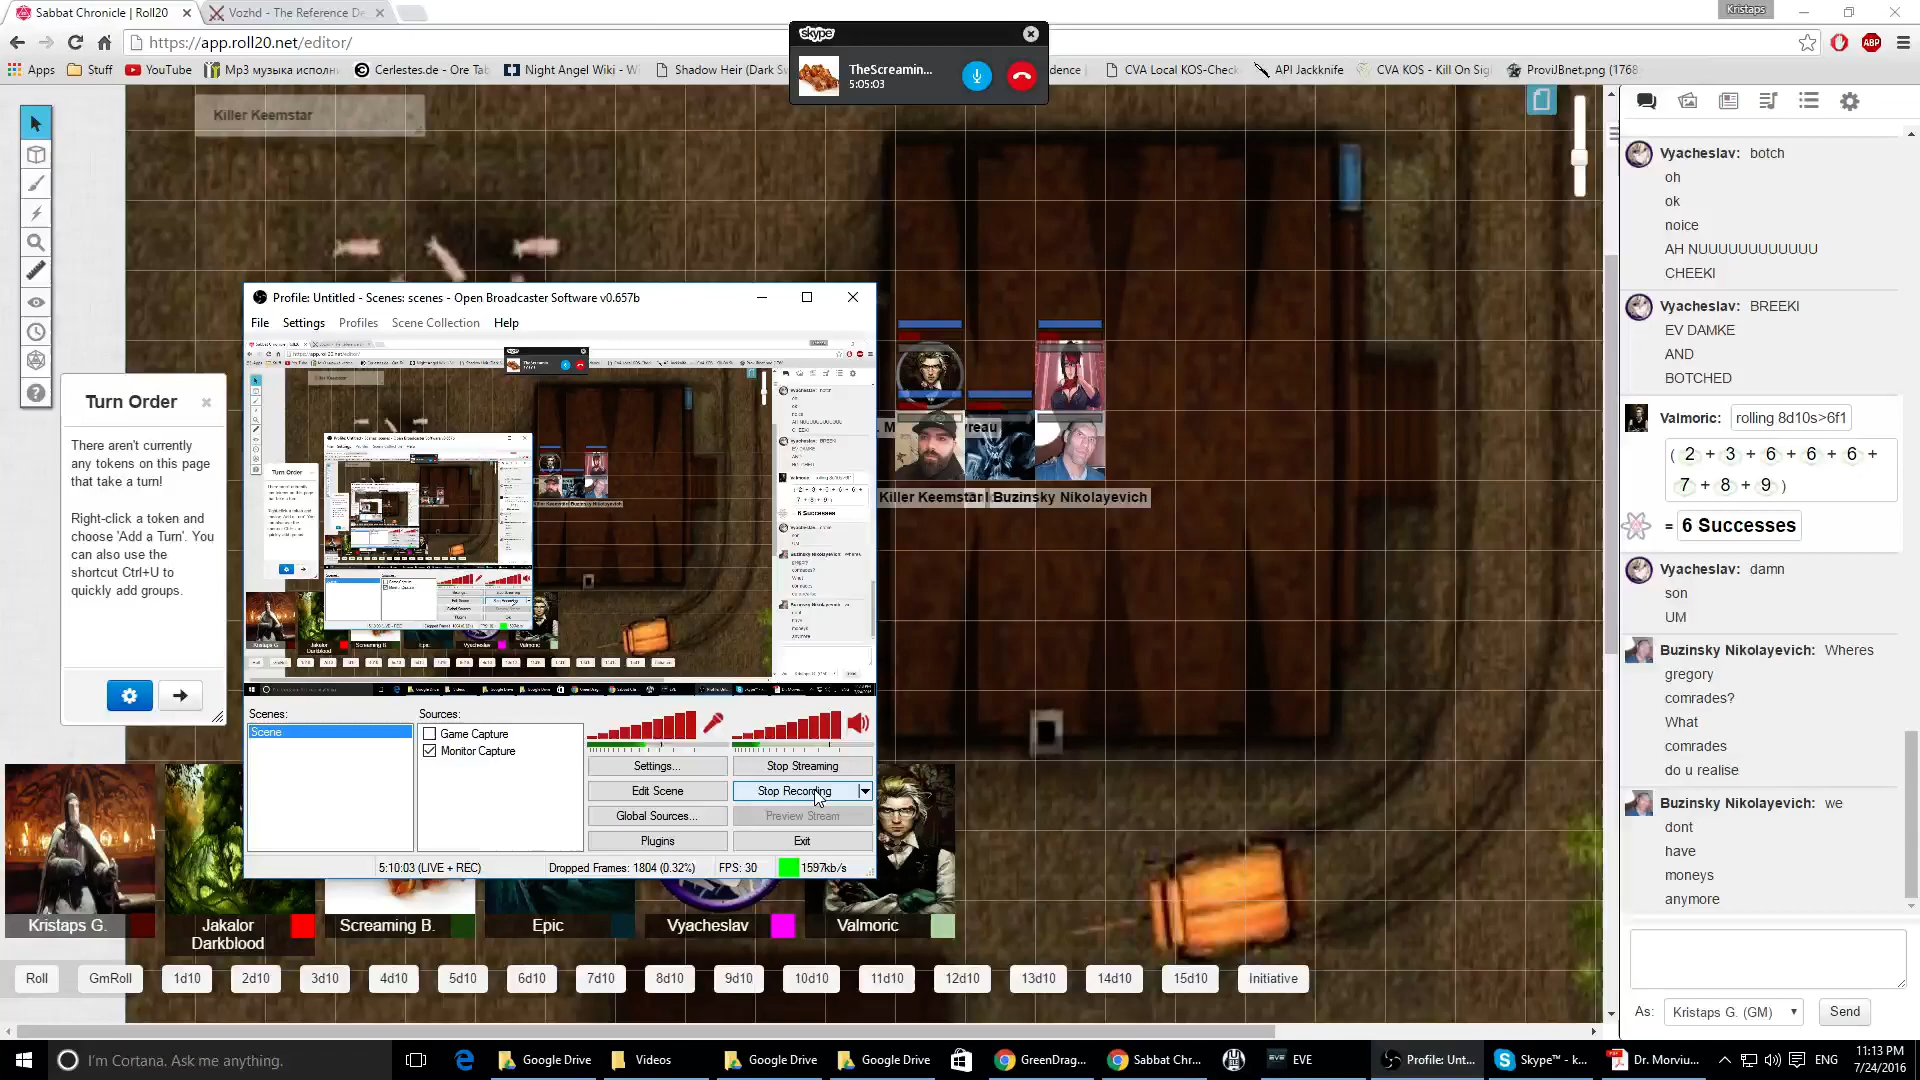 Sabbat Chronicle | Roll20
Vozhd - The Reference De
Kristaps
https://app.roll20.net/editor/
Apps
Stuff
YouTube
Mp3 музыка исполн
Cerlestes.de - Ore Tab
Night Angel Wiki - Wi
Shadow Heir (Dark Sw
dence |
CVA Local KOS-Check
API Jackknife
CVA KOS - Kill On Sig
ProviJBnet.png (1768
skype
TheScreamin...
5:05:03
Killer Keemstar
Turn Order
There aren't currently
any tokens on this page
that take a turn!
Right-click a token and
choose 'Add a Turn'. You
can also use the
shortcut Ctrl+U to
quickly add groups.
Profile: Untitled - Scenes: scenes - Open Broadcaster Software v0.657b
File
Settings
Profiles
Scene Collection
Help
Scenes:
Scene
Sources:
Game Capture
Monitor Capture
Settings...
Stop Streaming
Edit Scene
Stop Recording
Global Sources...
Preview Stream
Plugins
Exit
5:10:03 (LIVE + REC)
Dropped Frames: 1804 (0.32%)
FPS: 30
1597kb/s
Killer Keemstar
Buzinsky Nikolayevich
Kristaps G.
Jakalor
Darkblood
Screaming B.
Epic
Vyacheslav
Valmoric
Roll
GmRoll
1d10
2d10
3d10
4d10
5d10
6d10
7d10
8d10
9d10
10d10
11d10
12d10
13d10
14d10
15d10
Initiative
Vyacheslav: botch
oh
ok
noice
AH NUUUUUUUUUUUU
CHEEKI
Vyacheslav: BREEKI
EV DAMKE
AND
BOTCHED
Valmoric: rolling 8d10s>6f1
(2 + 3 + 6 + 6 + 6 +
7 + 8 + 9)
= 6 Successes
Vyacheslav: damn
son
UM
Buzinsky Nikolayevich: Wheres
gregory
comrades?
What
comrades
do u realise
Buzinsky Nikolayevich: we
dont
have
moneys
anymore
As: Kristaps G. (GM)
Send
I'm Cortana. Ask me anything.
Google Drive
Videos
Google Drive
Google Drive
GreenDrag...
Sabbat Chr...
EVE
Profile: Unt...
Skype™ - k...
Dr. Morviu...
ENG
11:13 PM
7/24/2016